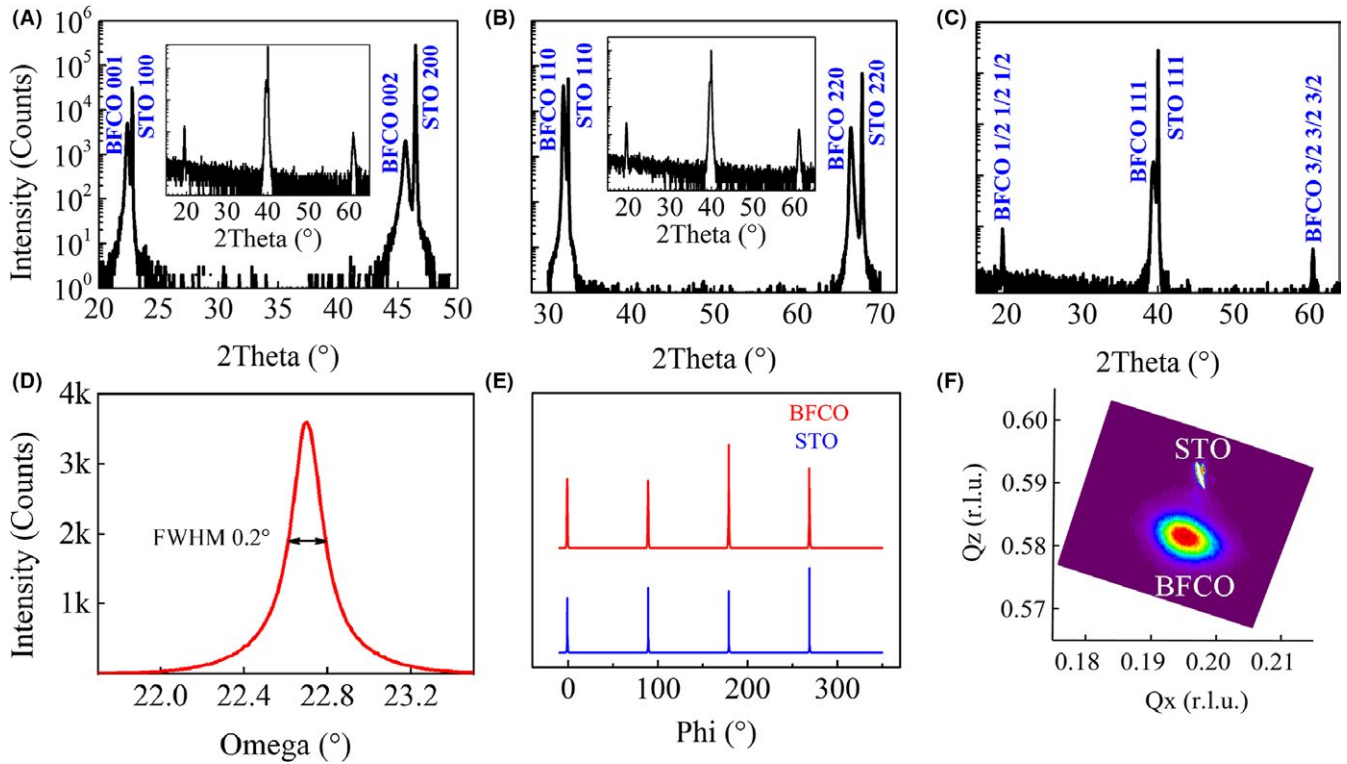 (A)
Intensity (Counts)
10^6
10^5
10^4
10^3
10^2
10^1
10^0
BFCO 001
STO 100
BFCO 002
STO 200
20 30 40 50 60
2Theta (°)
20 25 30 35 40 45 50
2Theta (°)
(B)
BFCO 110
STO 110
BFCO 220
STO 220
20 30 40 50 60
2Theta (°)
30 40 50 60 70
2Theta (°)
(C)
BFCO 1/2 1/2 1/2
BFCO 111
STO 111
BFCO 3/2 3/2 3/2
20 30 40 50 60
2Theta (°)
(D)
Intensity (Counts)
4k
3k
2k
1k
FWHM 0.2°
22.0 22.4 22.8 23.2
Omega (°)
(E)
BFCO
STO
0 100 200 300
Phi (°)
(F)
Qz (r.l.u.)
0.60
0.59
0.58
0.57
STO
BFCO
0.18 0.19 0.20 0.21
Qx (r.l.u.)